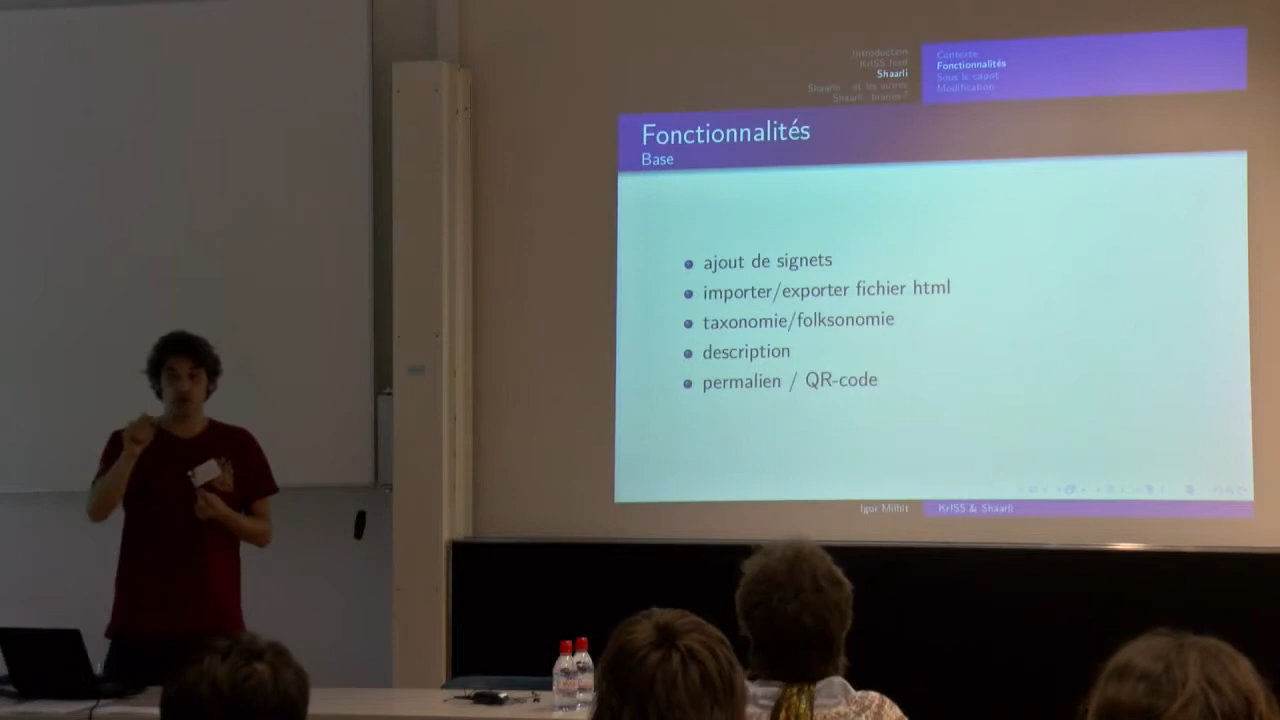 Introduction
KrISS feed
Shaarli
Shaarli
Contexte
Fonctionnalités
Sous le capot
Modification
Fonctionnalités
Base
ajout de signets
importer/exporter fichier html
taxonomie/folksonomie
description
permalien / QR-code
Igor Milhit
KrISS & Shaarli